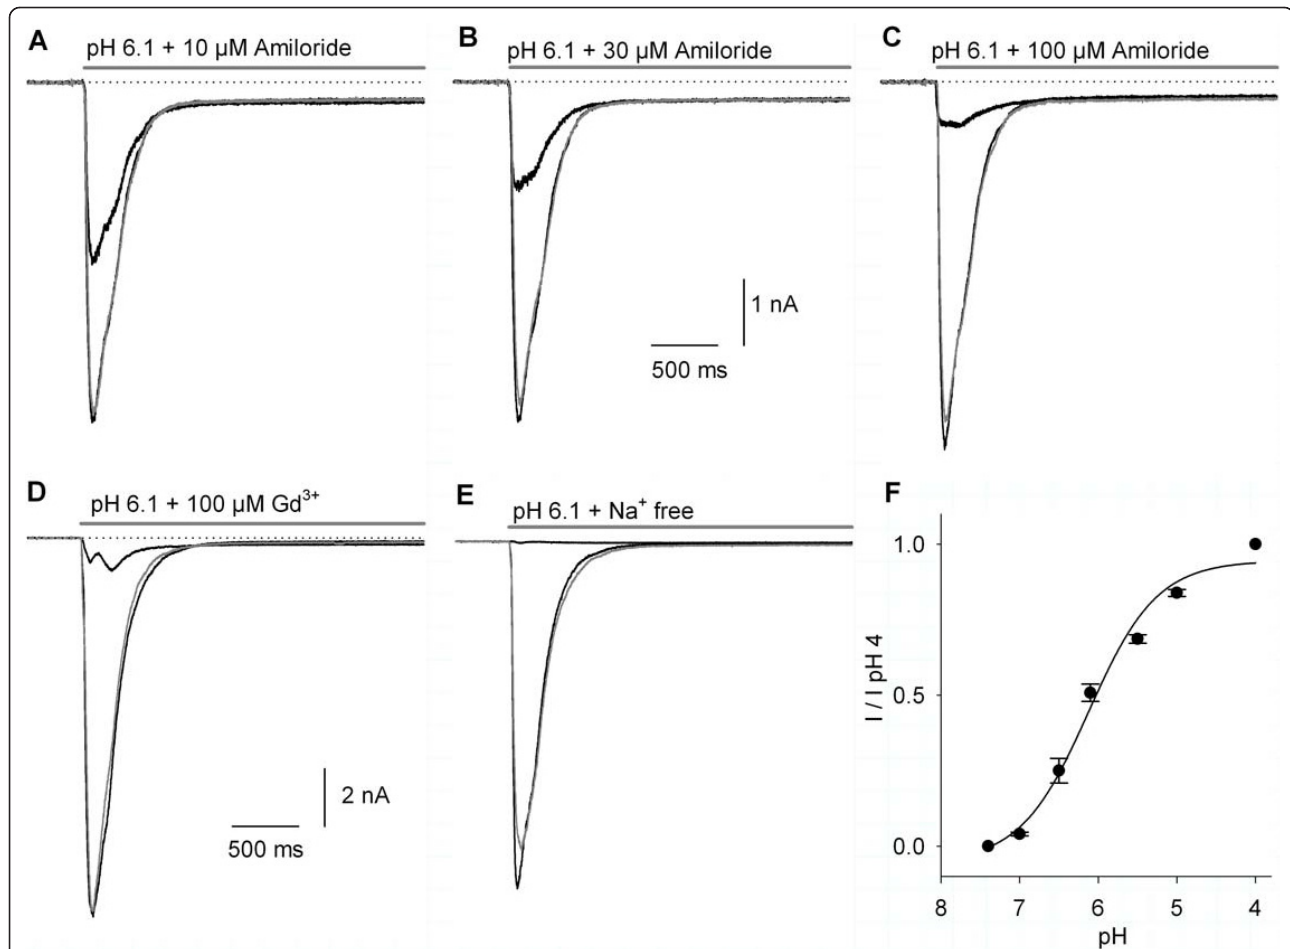 A
pH 6.1 + 10 µM Amiloride
B
pH 6.1 + 30 µM Amiloride
C
pH 6.1 + 100 µM Amiloride
1 nA
500 ms
D
pH 6.1 + 100 µM Gd³⁺
2 nA
500 ms
E
pH 6.1 + Na⁺ free
F
I / I pH 4
1.0
0.5
0.0
8 7 6 5 4
pH